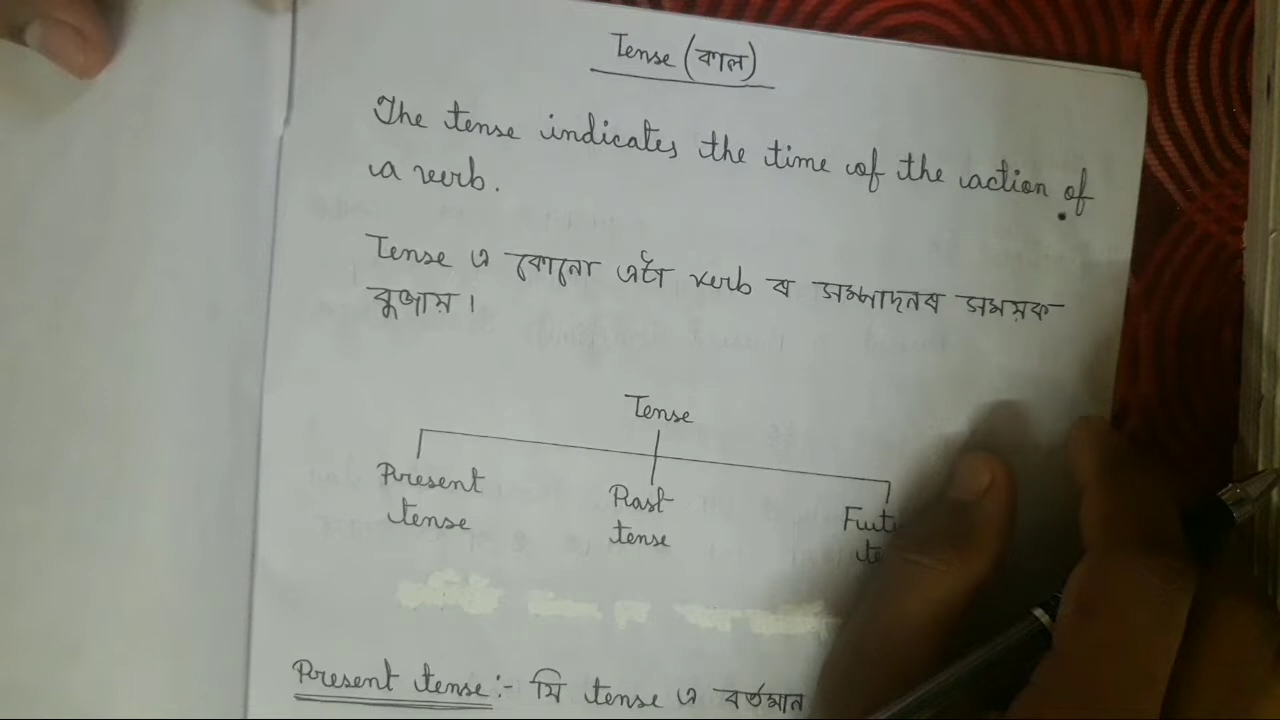 Tense (কাল)
The tense indicates the time of the action of
a verb.
Tense এ কোনো এটা verb ৰ সম্পাদনৰ সময়ক
বুজায়।
Tense
Present Past
tense tense
Present tense:- যি tense এ বৰ্তমান